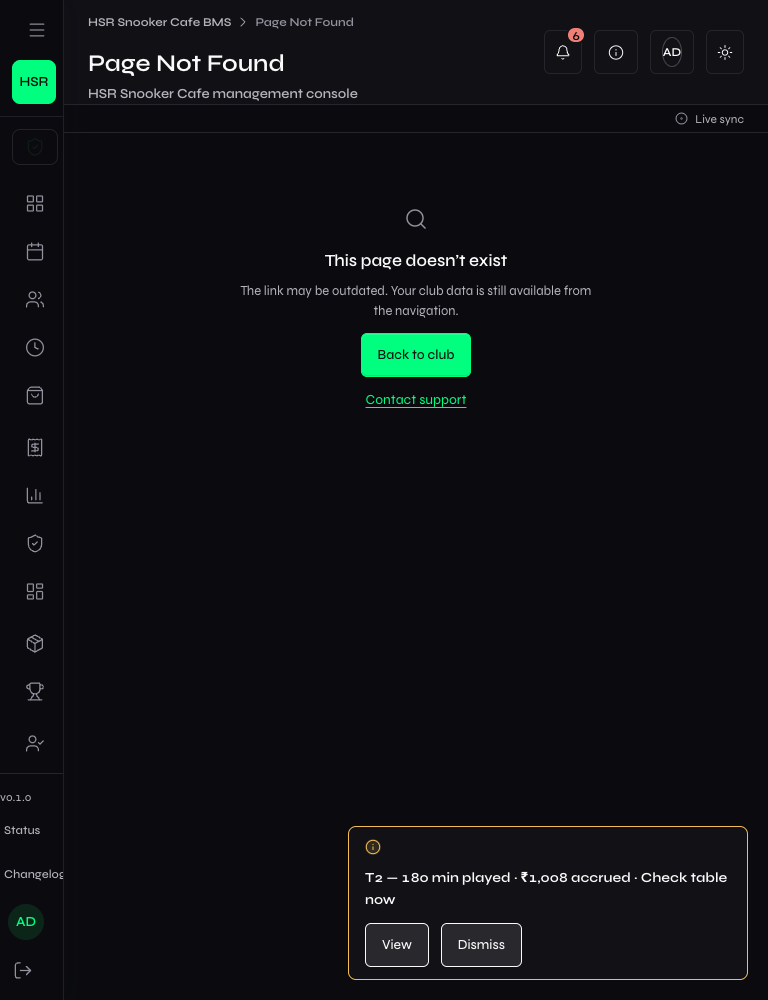 HSR Snooker Cafe BMS > Page Not Found
6
Page Not Found
AD
HSR
HSR Snooker Cafe management console
Live sync
This page doesn't exist
The link may be outdated. Your club data is still available from
the navigation.
Back to club
Contact support
v0.1.0
Status
Changelog
AD
T2 — 180 min played · ₹1,008 accrued · Check table
now
View
Dismiss